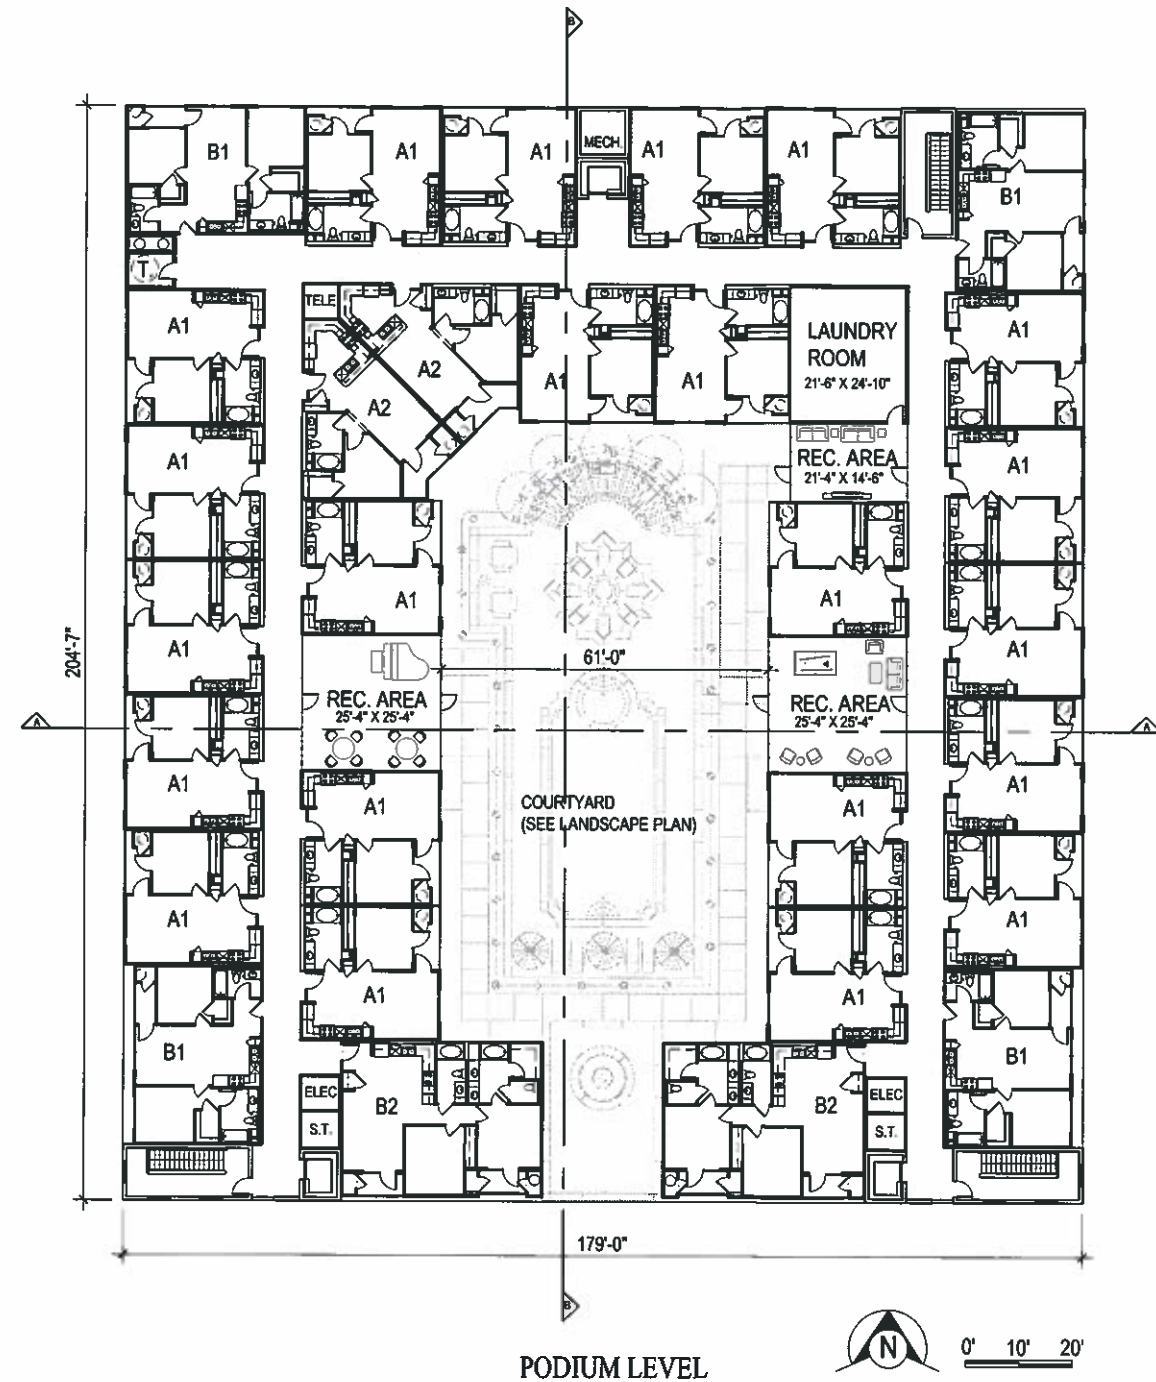 B
B1
A1
A1
MECH.
A1
A1
B1
T.
TELE
A1
A2
A2
A1
A1
LAUNDRY
ROOM
21'-6" X 24'-10"
A1
A1
REC. AREA
21'-4" X 14'-6"
A1
A1
A1
A1
A1
204'-7"
61'-0"
REC. AREA
25'-4" X 25'-4"
REC. AREA
25'-4" X 25'-4"
A
A
A1
A1
A1
A1
COURTYARD
(SEE LANDSCAPE PLAN)
A1
A1
A1
A1
B1
B1
ELEC
S.T.
B2
B2
ELEC
S.T.
179'-0"
B
PODIUM LEVEL
N
0' 10' 20'